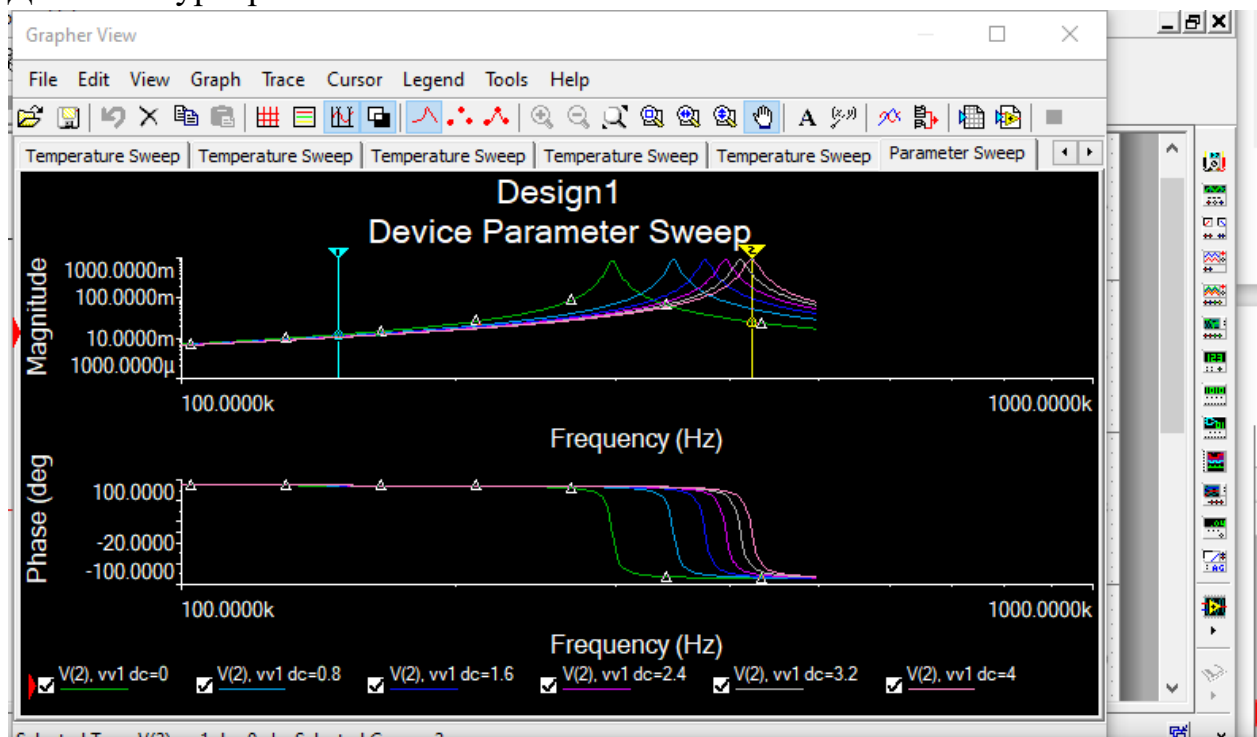 Grapher View
File Edit View Graph Trace Cursor Legend Tools Help
Temperature Sweep Temperature Sweep Temperature Sweep Temperature Sweep Temperature Sweep Parameter Sweep
Design1
Device Parameter Sweep
1
2
Magnitude
1000.0000m
100.0000m
10.0000m
1000.0000µ
100.0000k
1000.0000k
Frequency (Hz)
Phase (deg
100.0000
-20.0000
-100.0000
100.0000k
1000.0000k
Frequency (Hz)
V(2), vv1 dc=0 V(2), vv1 dc=0.8 V(2), vv1 dc=1.6 V(2), vv1 dc=2.4 V(2), vv1 dc=3.2 V(2), vv1 dc=4